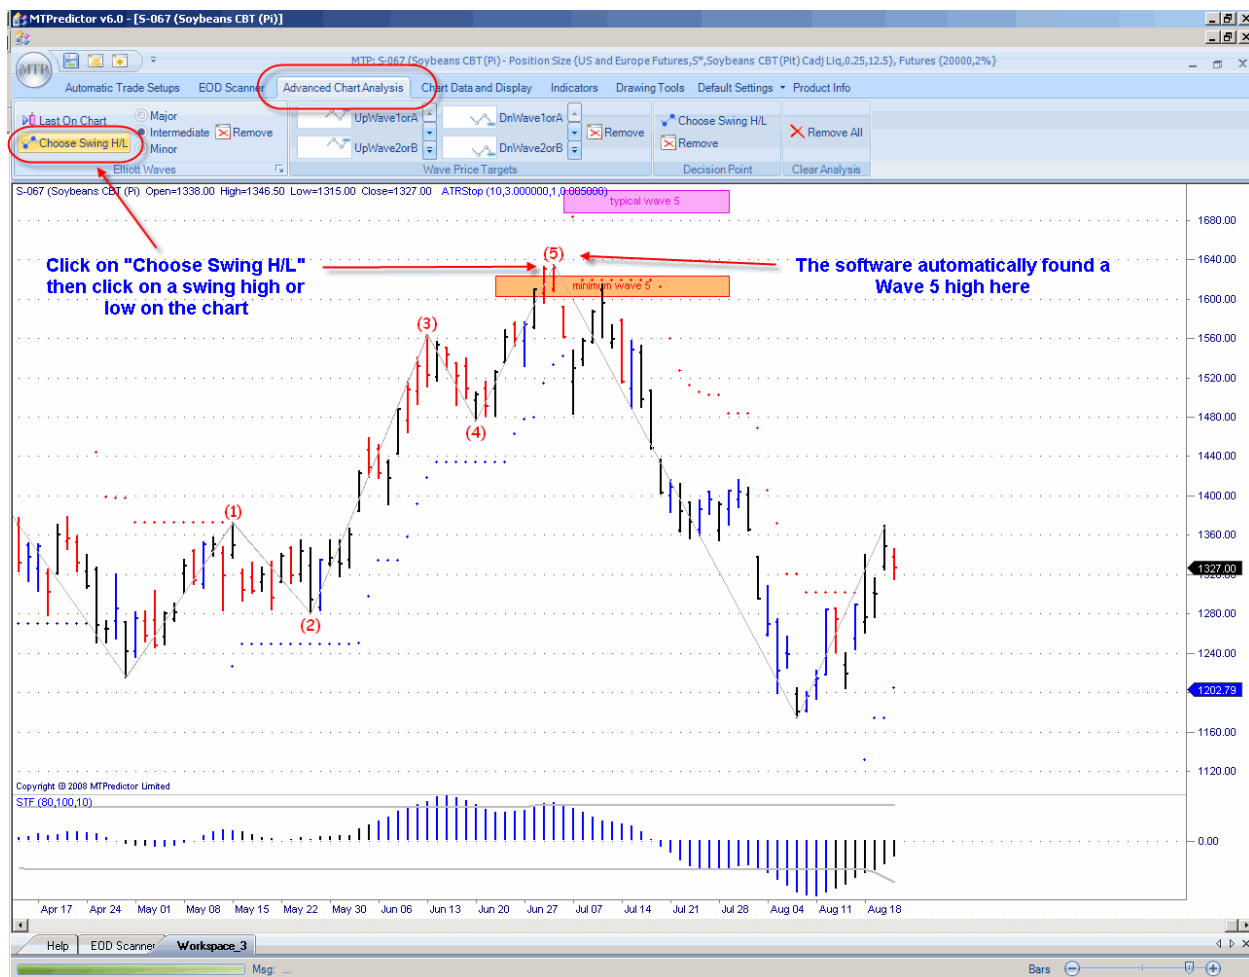 MTPredictor v6.0 - [S-067 (Soybeans CBT (Pi)]
MTP
MTP: S-067 (Soybeans CBT(Pi) - Position Size {US and Europe Futures,S*,Soybeans CBT(Pit) Cadj Liq,0.25,12.5}, Futures {20000,2%}
Automatic Trade Setups EOD Scanner Advanced Chart Analysis Chart Data and Display Indicators Drawing Tools Default Settings Product Info
Last On Chart
Choose Swing H/L
Major
Intermediate
Minor
Remove
Elliott Waves
UpWave1orA
UpWave2orB
DnWave1orA
DnWave2orB
Remove
Wave Price Targets
Choose Swing H/L
Remove
Decision Point
Remove All
Clear Analysis
S-067 (Soybeans CBT (Pi) Open=1338.00 High=1346.50 Low=1315.00 Close=1327.00 ATRStop (10,3.000000,1,0.005000)
typical wave 5
Click on "Choose Swing H/L"
then click on a swing high or
low on the chart
(5)
The software automatically found a
Wave 5 high here
minimum wave 5
(3)
(4)
(1)
(2)
1680.00
1640.00
1600.00
1560.00
1520.00
1480.00
1440.00
1400.00
1360.00
1327.00
1320.00
1280.00
1240.00
1202.79
1160.00
1120.00
Copyright © 2008 MTPredictor Limited
STF (80,100,10)
0.00
Apr 17 Apr 24 May 01 May 08 May 15 May 22 May 30 Jun 06 Jun 13 Jun 20 Jun 27 Jul 07 Jul 14 Jul 21 Jul 28 Aug 04 Aug 11 Aug 18
Help EOD Scanner Workspace_3
Msg: ...
Bars